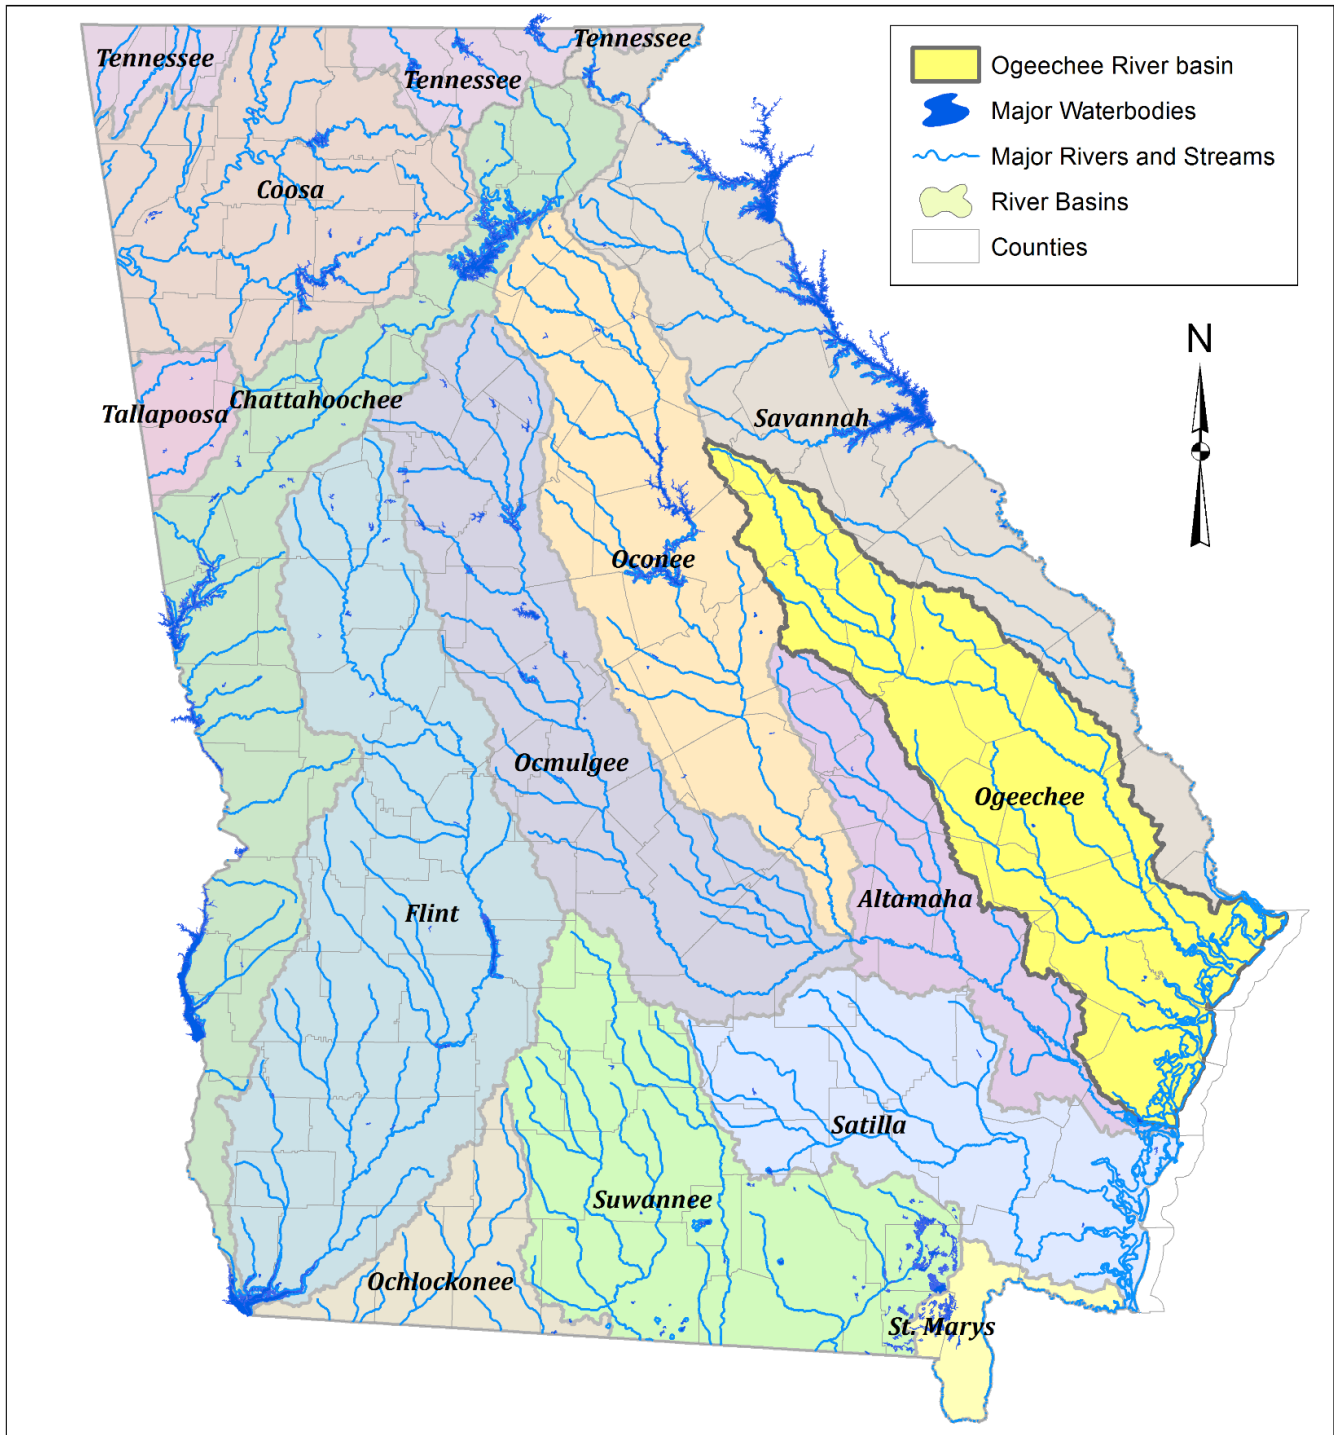 Tennessee
Tennessee
Tennessee
Ogeechee River basin
Major Waterbodies
Major Rivers and Streams
River Basins
Counties
N
Coosa
Tallapoosa
Chattahoochee
Savannah
Oconee
Ocmulgee
Ogeechee
Flint
Altamaha
Satilla
Suwannee
Ochlockonee
St. Marys